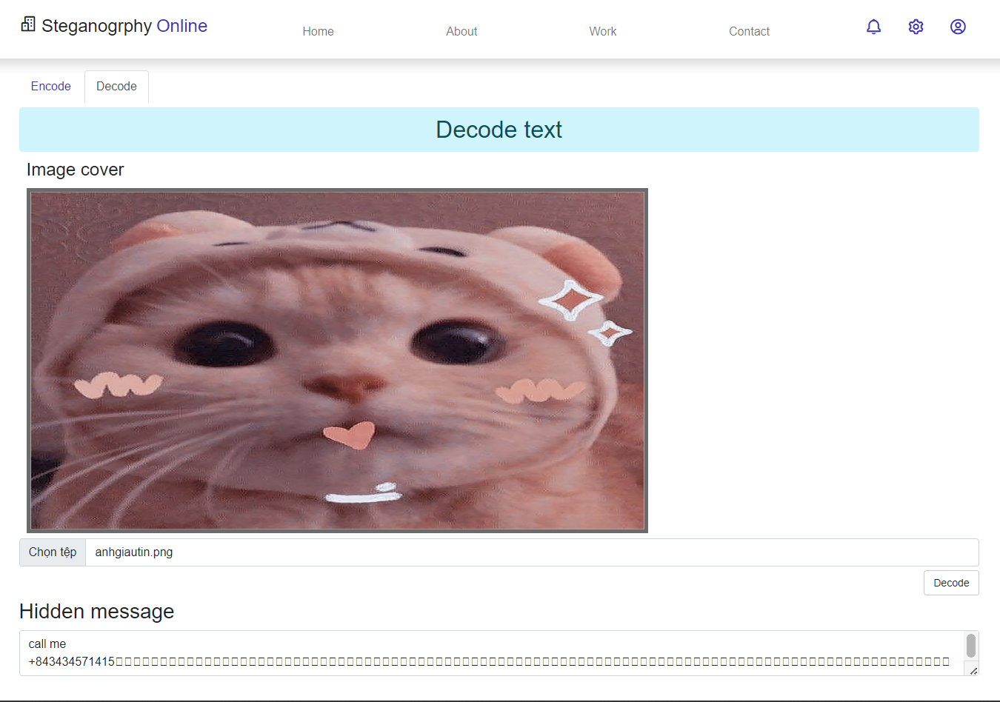 Steganogrphy Online
Home
About
Work
Contact
Encode
Decode
Decode text
Image cover
Chọn tệp
anhgiautin.png
Decode
Hidden message
call me
+843434571415